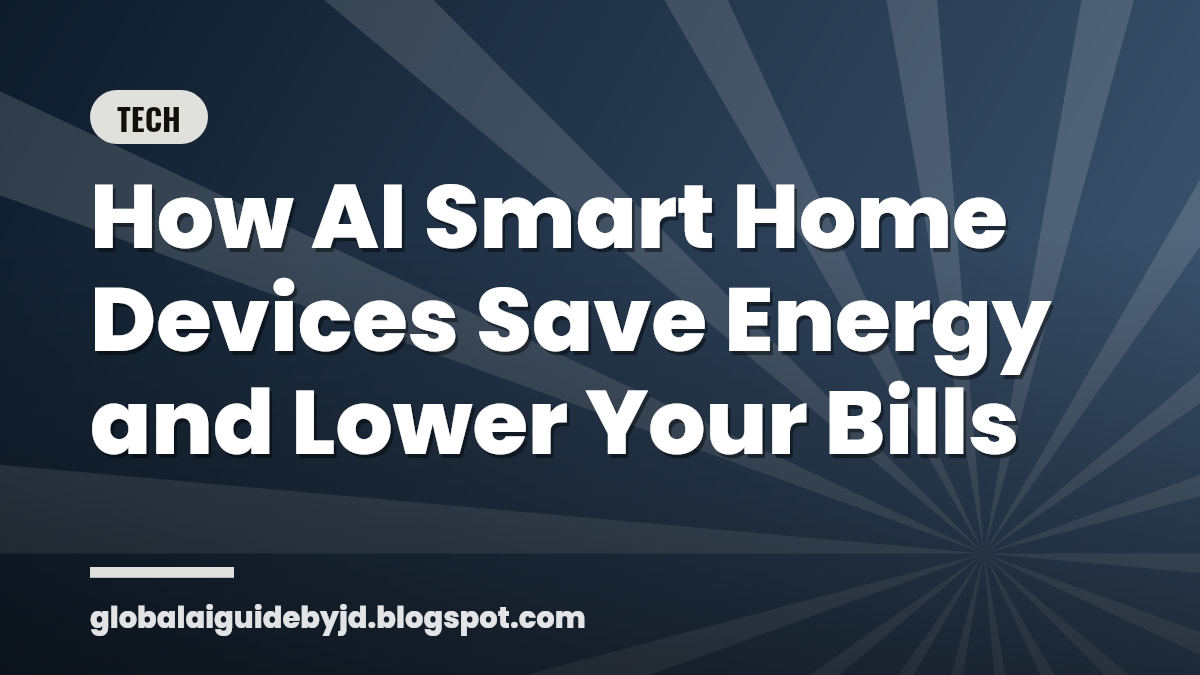 TECH
How AI Smart Home
Devices Save Energy
and Lower Your Bills
globalaiguidebyjd.blogspot.com